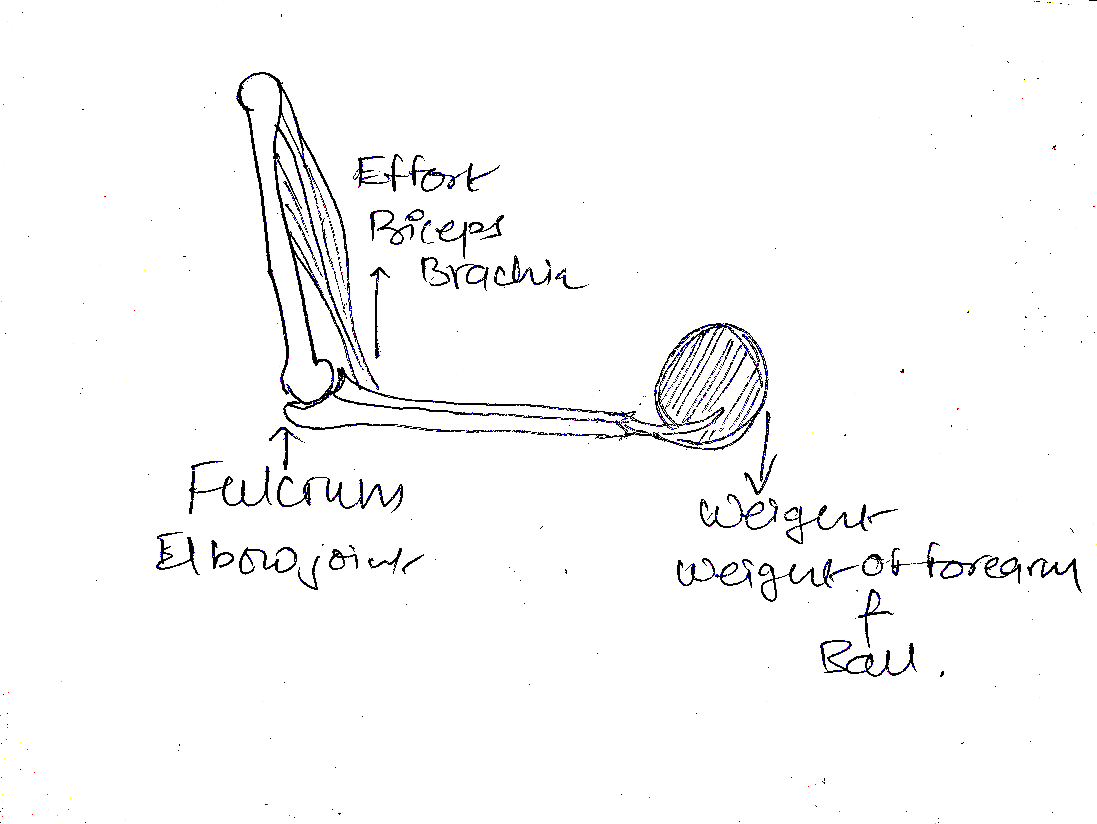 Effort
Biceps
Brachia
Fulcrum
Elbow joint
Weight
Weight of forearm
&
Ball.